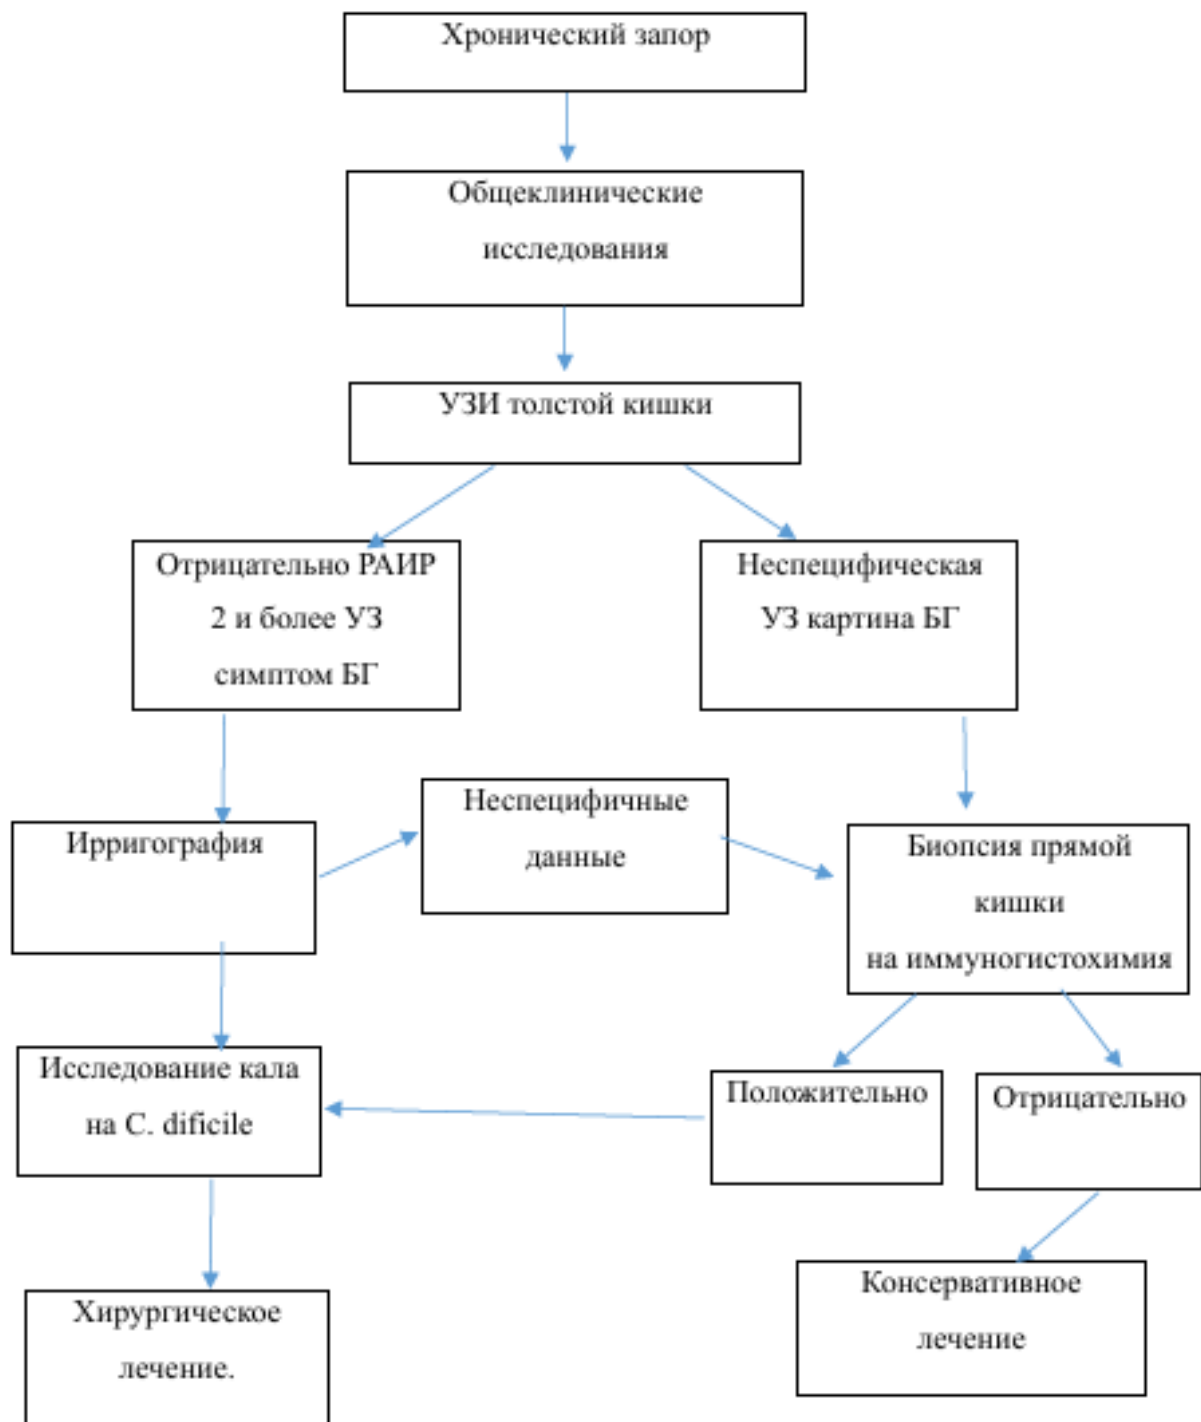 Хронический запор
Общеклинические
исследования
УЗИ толстой кишки
Отрицательно РАИР
2 и более УЗ
симптом БГ
Неспецифическая
УЗ картина БГ
Ирригография
Неспецифичные
данные
Биопсия прямой
кишки
на иммуногистохимия
Исследование кала
на C. dificile
Положительно
Отрицательно
Хирургическое
лечение.
Консервативное
лечение